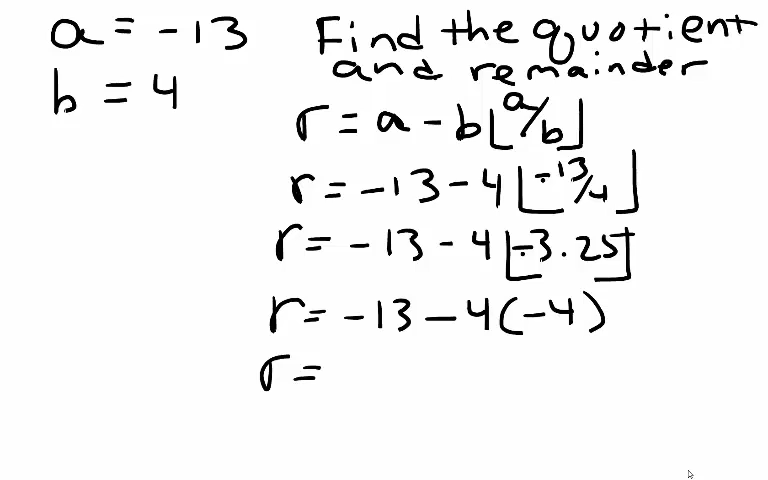 a = -13
b = 4
Find the quotient
and remainder
r = a - b⌊a/b⌋
r = -13 - 4⌊-13/4⌋
r = -13 - 4⌊-3.25⌋
r = -13 - 4(-4)
r =